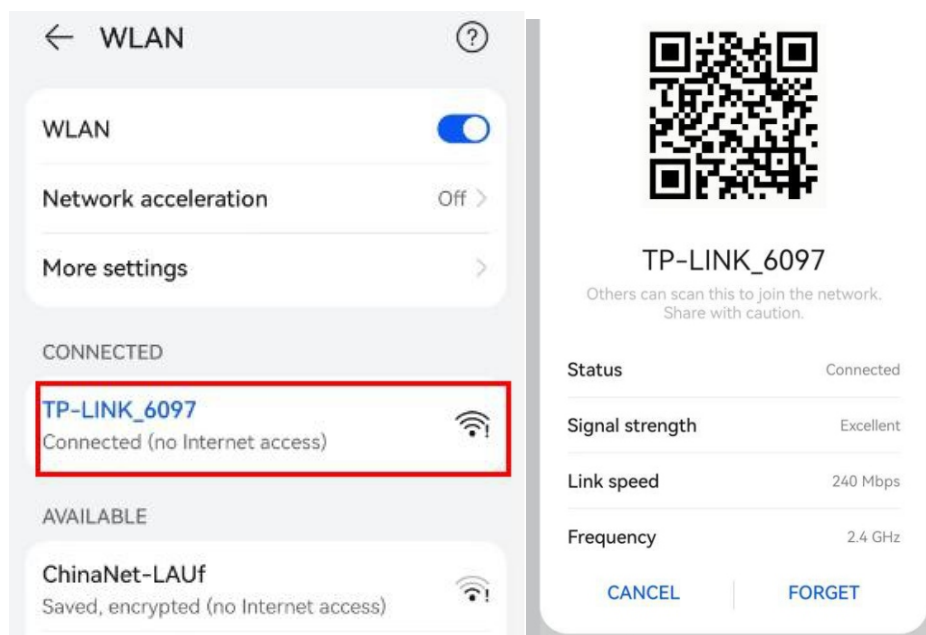 WLAN
WLAN
Network acceleration Off
More settings
CONNECTED
TP-LINK_6097
Connected (no Internet access)
AVAILABLE
ChinaNet-LAUf
Saved, encrypted (no Internet access)
TP-LINK_6097
Others can scan this to join the network.
Share with caution.
Status Connected
Signal strength Excellent
Link speed 240 Mbps
Frequency 2.4 GHz
CANCEL FORGET